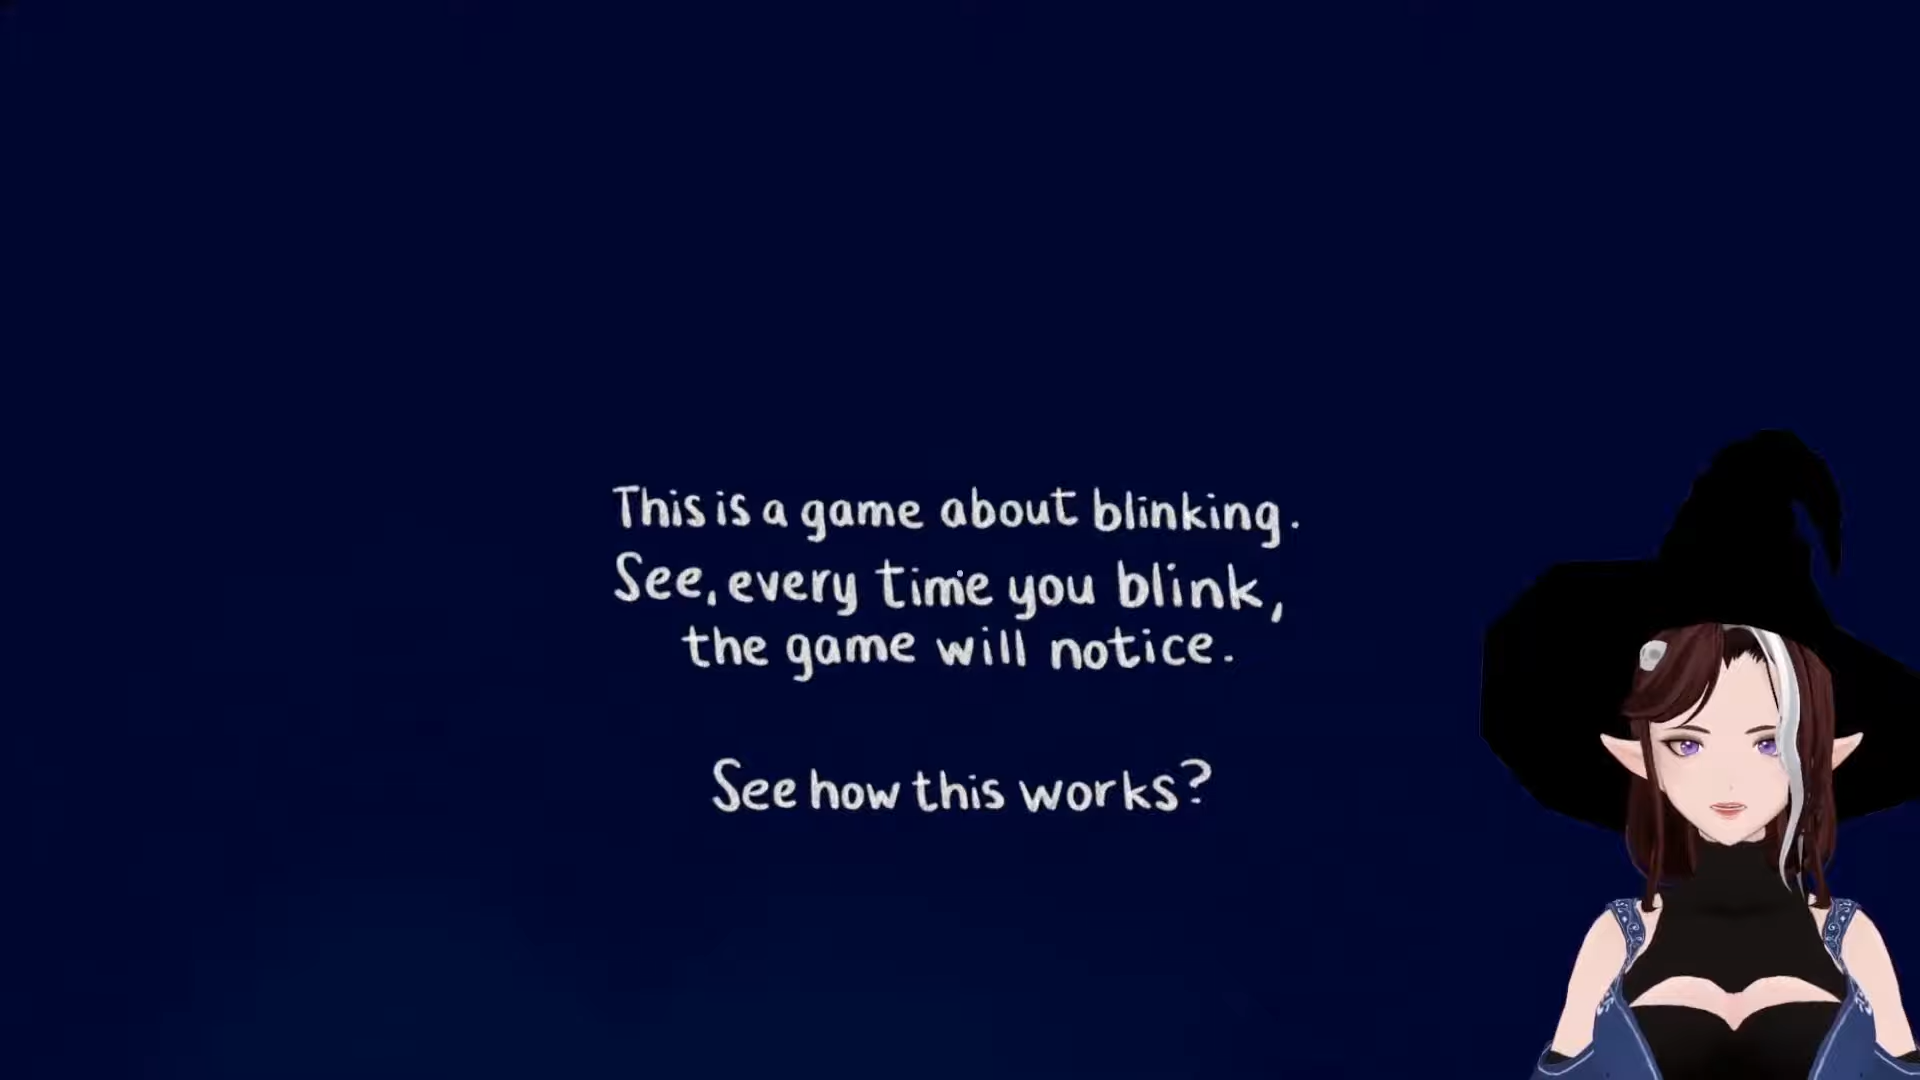 This is a game about blinking.
See, every time you blink,
the game will notice.
See how this works?